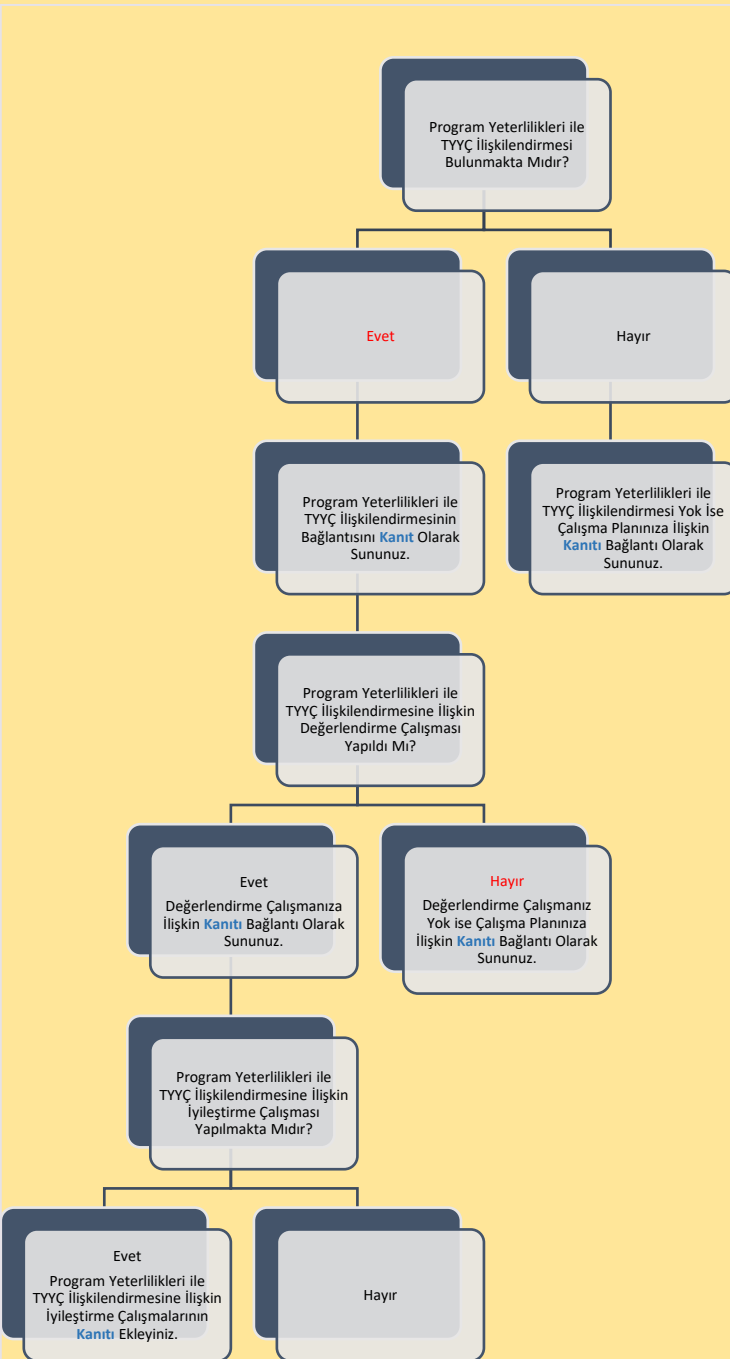 Program Yeterlilikleri ile
TYYÇ İlişkilendirmesi
Bulunmakta Mıdır?
Evet
Hayır
Program Yeterlilikleri ile
TYYÇ İlişkilendirmesinin
Bağlantısını Kanıt Olarak
Sununuz.
Program Yeterlilikleri ile
TYYÇ İlişkilendirmesi Yok İse
Çalışma Planınıza İlişkin
Kanıtı Bağlantı Olarak
Sununuz.
Program Yeterlilikleri ile
TYYÇ İlişkilendirmesine İlişkin
Değerlendirme Çalışması
Yapıldı Mı?
Evet
Değerlendirme Çalışmanıza
İlişkin Kanıtı Bağlantı Olarak
Sununuz.
Hayır
Değerlendirme Çalışmanız
Yok ise Çalışma Planınıza
İlişkin Kanıtı Bağlantı Olarak
Sununuz.
Program Yeterlilikleri ile
TYYÇ İlişkilendirmesine İlişkin
İyileştirme Çalışması
Yapılmakta Mıdır?
Evet
Program Yeterlilikleri ile
TYYÇ İlişkilendirmesine İlişkin
İyileştirme Çalışmalarının
Kanıtı Ekleyiniz.
Hayır